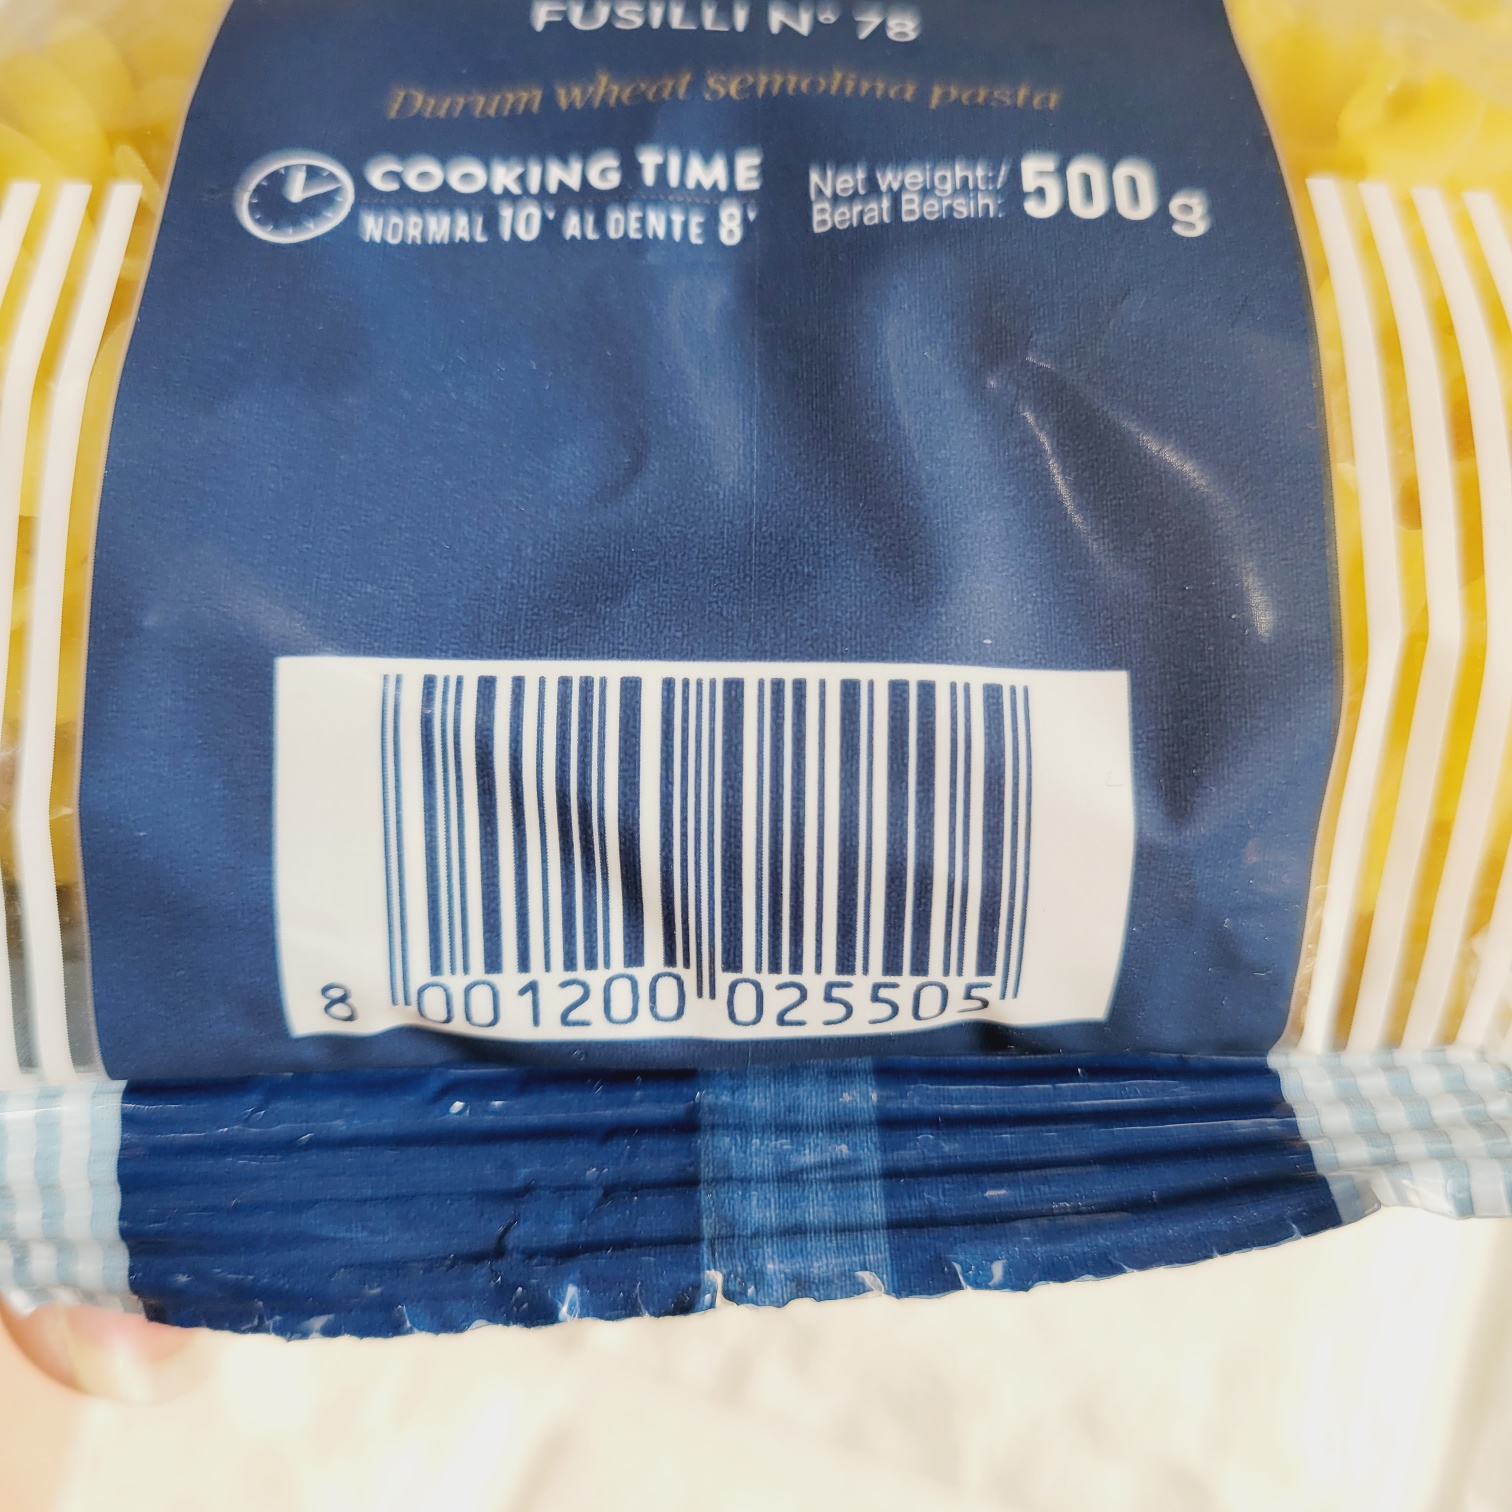 FUSILLI Nº 78
Durum wheat semolina pasta
COOKING TIME
NORMAL 10' AL DENTE 8'
Net weight:/
Berat Bersih: 500 g
8 001200 025505